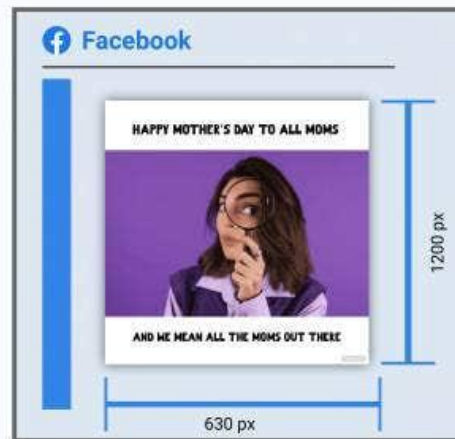 Facebook
HAPPY MOTHER'S DAY TO ALL MOMS
AND WE MEAN ALL THE MOMS OUT THERE
1200 px
630 px